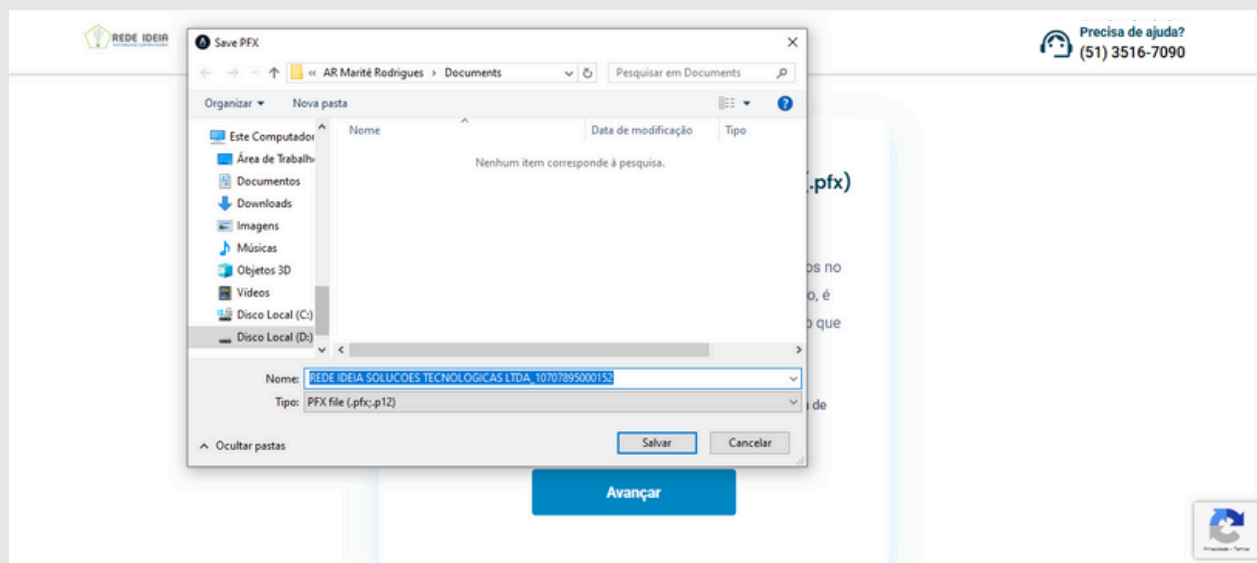 REDE IDEIA
Precisa de ajuda?
(51) 3516-7090
Save PFX
« AR Marité Rodrigues › Documents
Pesquisar em Documents
Organizar
Nova pasta
Nome
Data de modificação
Tipo
Nenhum item corresponde à pesquisa.
Este Computador
Área de Trabalh
Documentos
Downloads
Imagens
Músicas
Objetos 3D
Vídeos
Disco Local (C:)
Disco Local (D:)
Nome: REDE IDEIA SOLUCOES TECNOLOGICAS LTDA_10707895000152
Tipo: PFX file (.pfx;.p12)
Ocultar pastas
Salvar
Cancelar
(.pfx)
os no
o, é
o que
de
Avançar
Privacidade - Termos